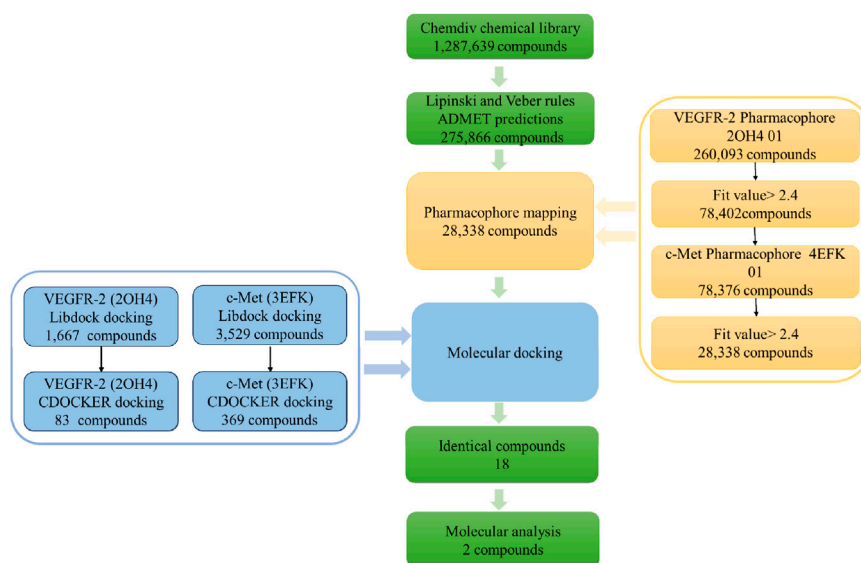 Chemdiv chemical library
1,287,639 compounds
Lipinski and Veber rules
ADMET predictions
275,866 compounds
Pharmacophore mapping
28,338 compounds
VEGFR-2 Pharmacophore
2OH4 01
260,093 compounds
Fit value> 2.4
78,402compounds
c-Met Pharmacophore 4EFK
01
78,376 compounds
Fit value> 2.4
28,338 compounds
VEGFR-2 (2OH4)
Libdock docking
1,667 compounds
c-Met (3EFK)
Libdock docking
3,529 compounds
VEGFR-2 (2OH4)
CDOCKER docking
83 compounds
c-Met (3EFK)
CDOCKER docking
369 compounds
Molecular docking
Identical compounds
18
Molecular analysis
2 compounds